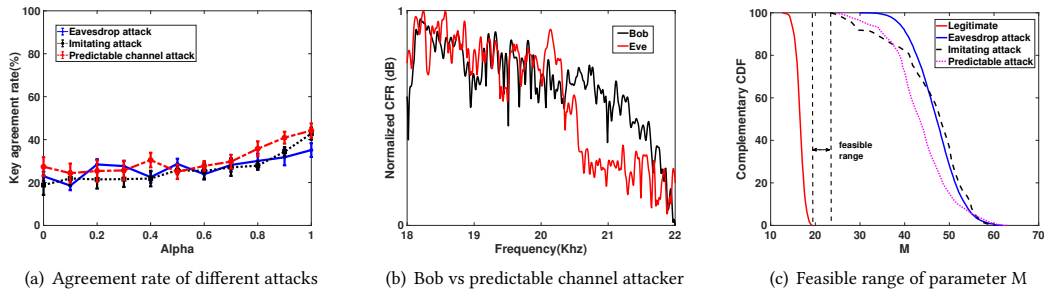 Key agreement rate(%)
100
80
60
40
20
0
Eavesdrop attack
Imitating attack
Predictable channel attack
0
0.2
0.4
0.6
0.8
1
Alpha
(a) Agreement rate of different attacks
Normalized CFR (dB)
1
0
Bob
Eve
18
19
20
21
22
Frequency(Khz)
(b) Bob vs predictable channel attacker
Complementary CDF
100
80
60
40
20
0
Legitimate
Eavesdrop attack
Imitating attack
Predictable attack
feasible
range
10
20
30
40
50
60
70
M
(c) Feasible range of parameter M